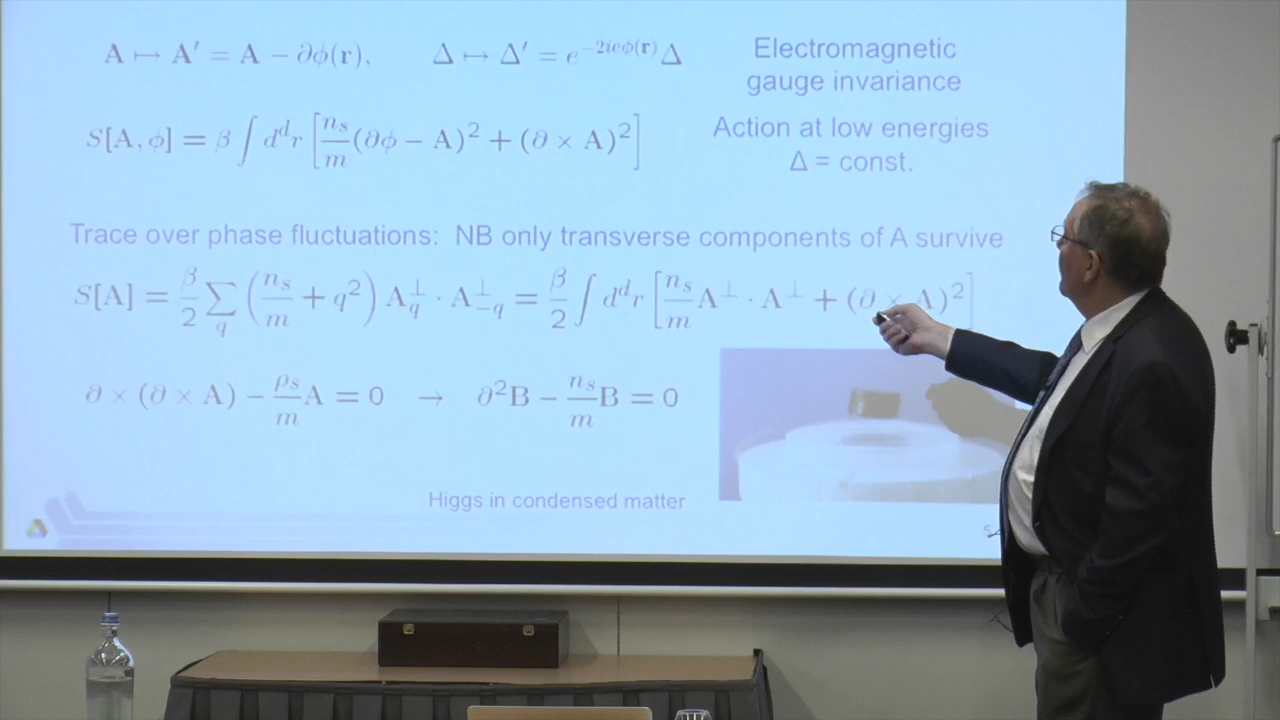 A ↦ A′ = A − ∂ϕ(r),   Δ ↦ Δ′ = e^{−2ieϕ(r)}Δ
Electromagnetic
gauge invariance
S[A, ϕ] = β ∫ d^d r [n_s/m (∂ϕ − A)² + (∂ × A)²]
Action at low energies
Δ = const.
Trace over phase fluctuations:  NB only transverse components of A survive
S[A] = β/2 ∑_q (n_s/m + q²) A_q^⊥ · A_{−q}^⊥ = β/2 ∫ d^d r [n_s/m A^⊥ · A^⊥ + (∂ × A)²]
∂ × (∂ × A) − ρ_s/m A = 0   →   ∂²B − n_s/m B = 0
Higgs in condensed matter